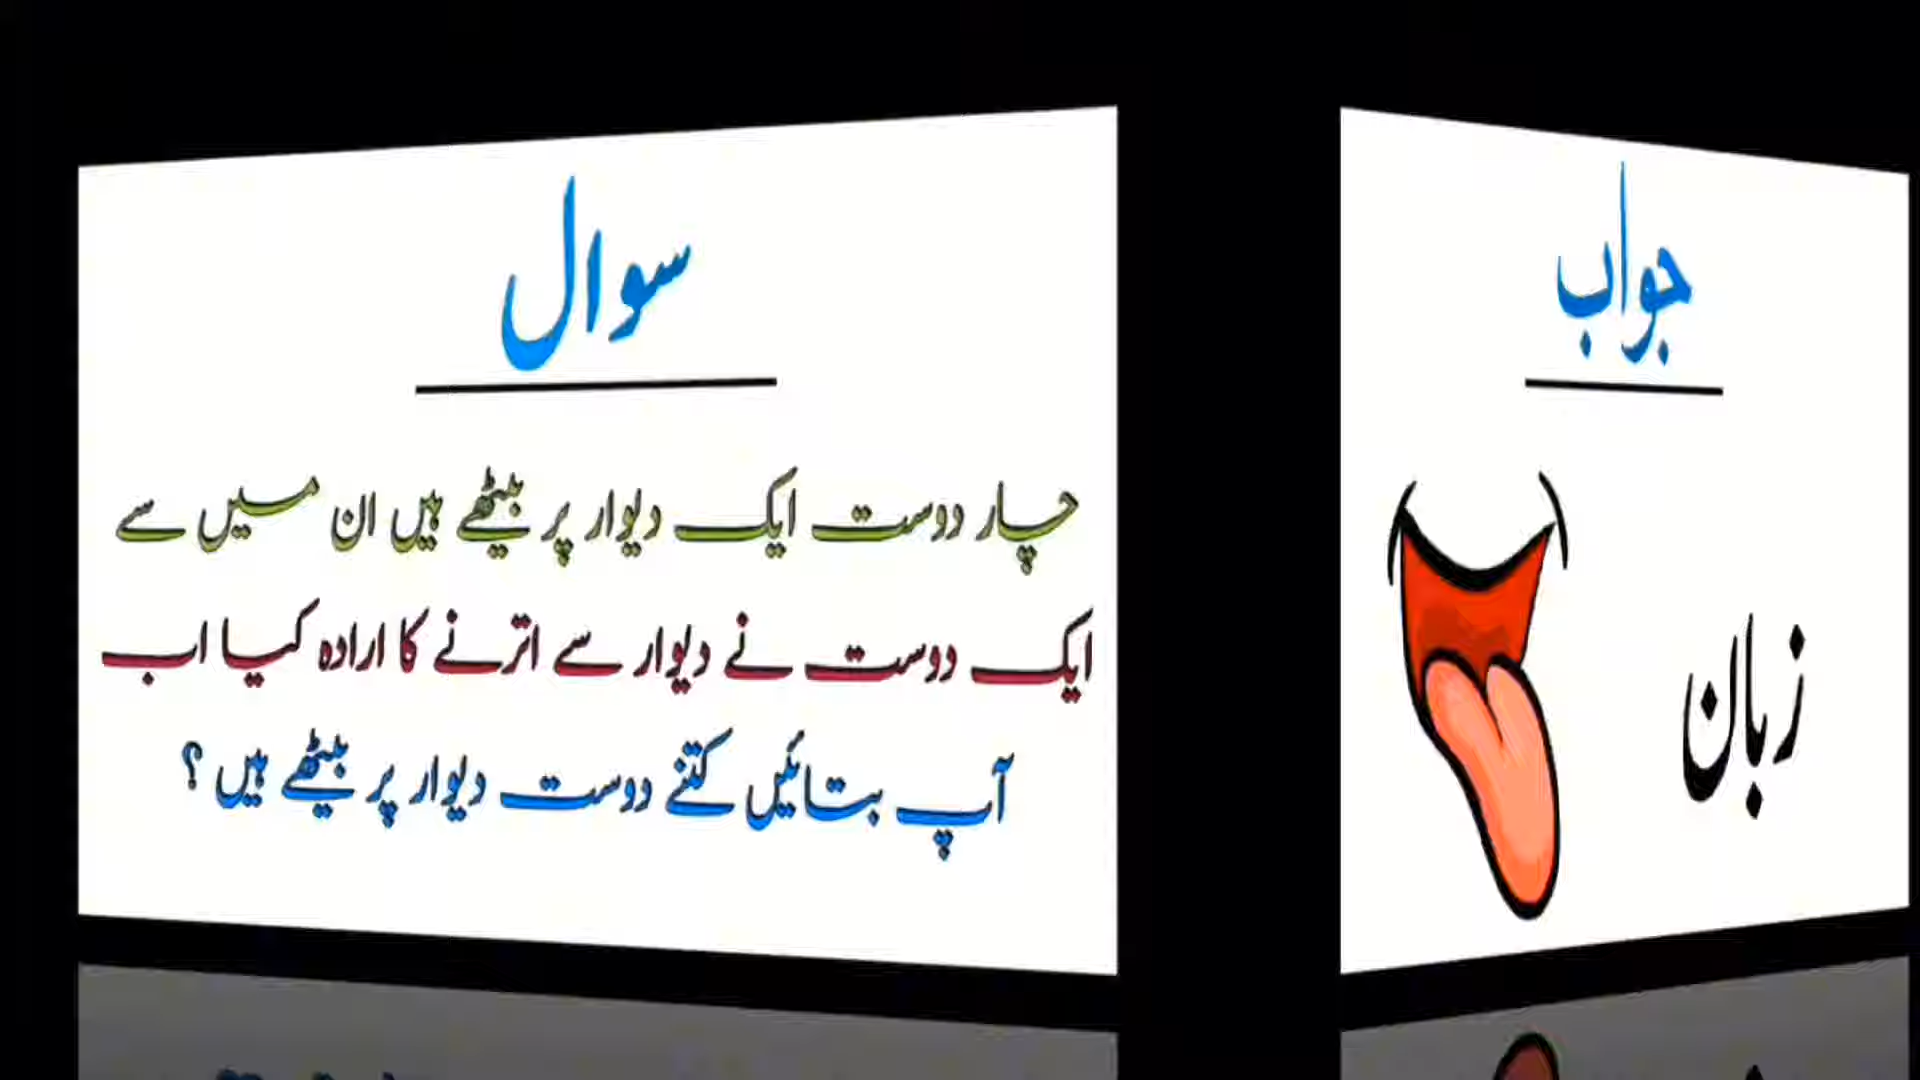 سوال
چار دوست ایک دیوار پر بیٹھے ہیں ان میں سے
ایک دوست نے دیوار سے اترنے کا ارادہ کیا اب
آپ بتائیں کتنے دوست دیوار پر بیٹھے ہیں ؟
جواب
زبان